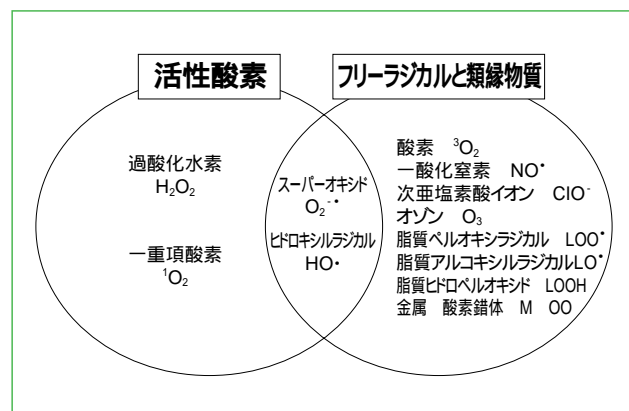 活性酸素
フリーラジカルと類縁物質
過酸化水素
H₂O₂
一重項酸素
¹O₂
スーパーオキシド
O₂⁻•
ヒドロキシルラジカル
HO•
酸素 ³O₂
一酸化窒素 NO•
次亜塩素酸イオン ClO⁻
オゾン O₃
脂質ペルオキシラジカル LOO•
脂質アルコキシルラジカルLO•
脂質ヒドロペルオキシド LOOH
金属 酸素錯体 M OO